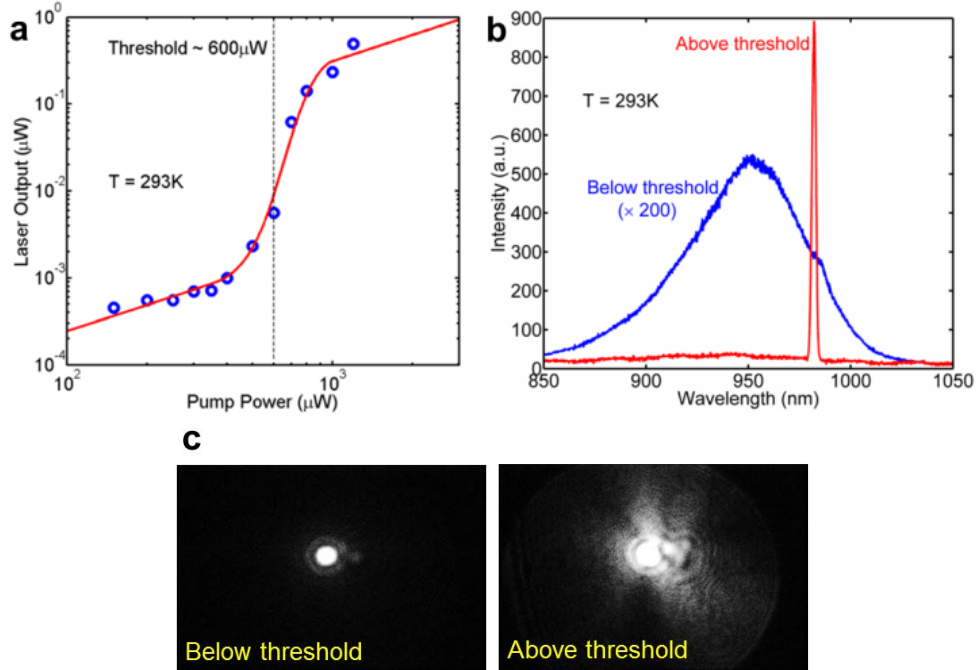 a
Threshold ~ 600μW
T = 293K
Laser Output (μW)
10^0
10^-1
10^-2
10^-3
10^-4
10^2
10^3
Pump Power (μW)
b
Above threshold
T = 293K
Below threshold
(× 200)
Intensity (a.u.)
900
800
700
600
500
400
300
200
100
0
850
900
950
1000
1050
Wavelength (nm)
c
Below threshold
Above threshold